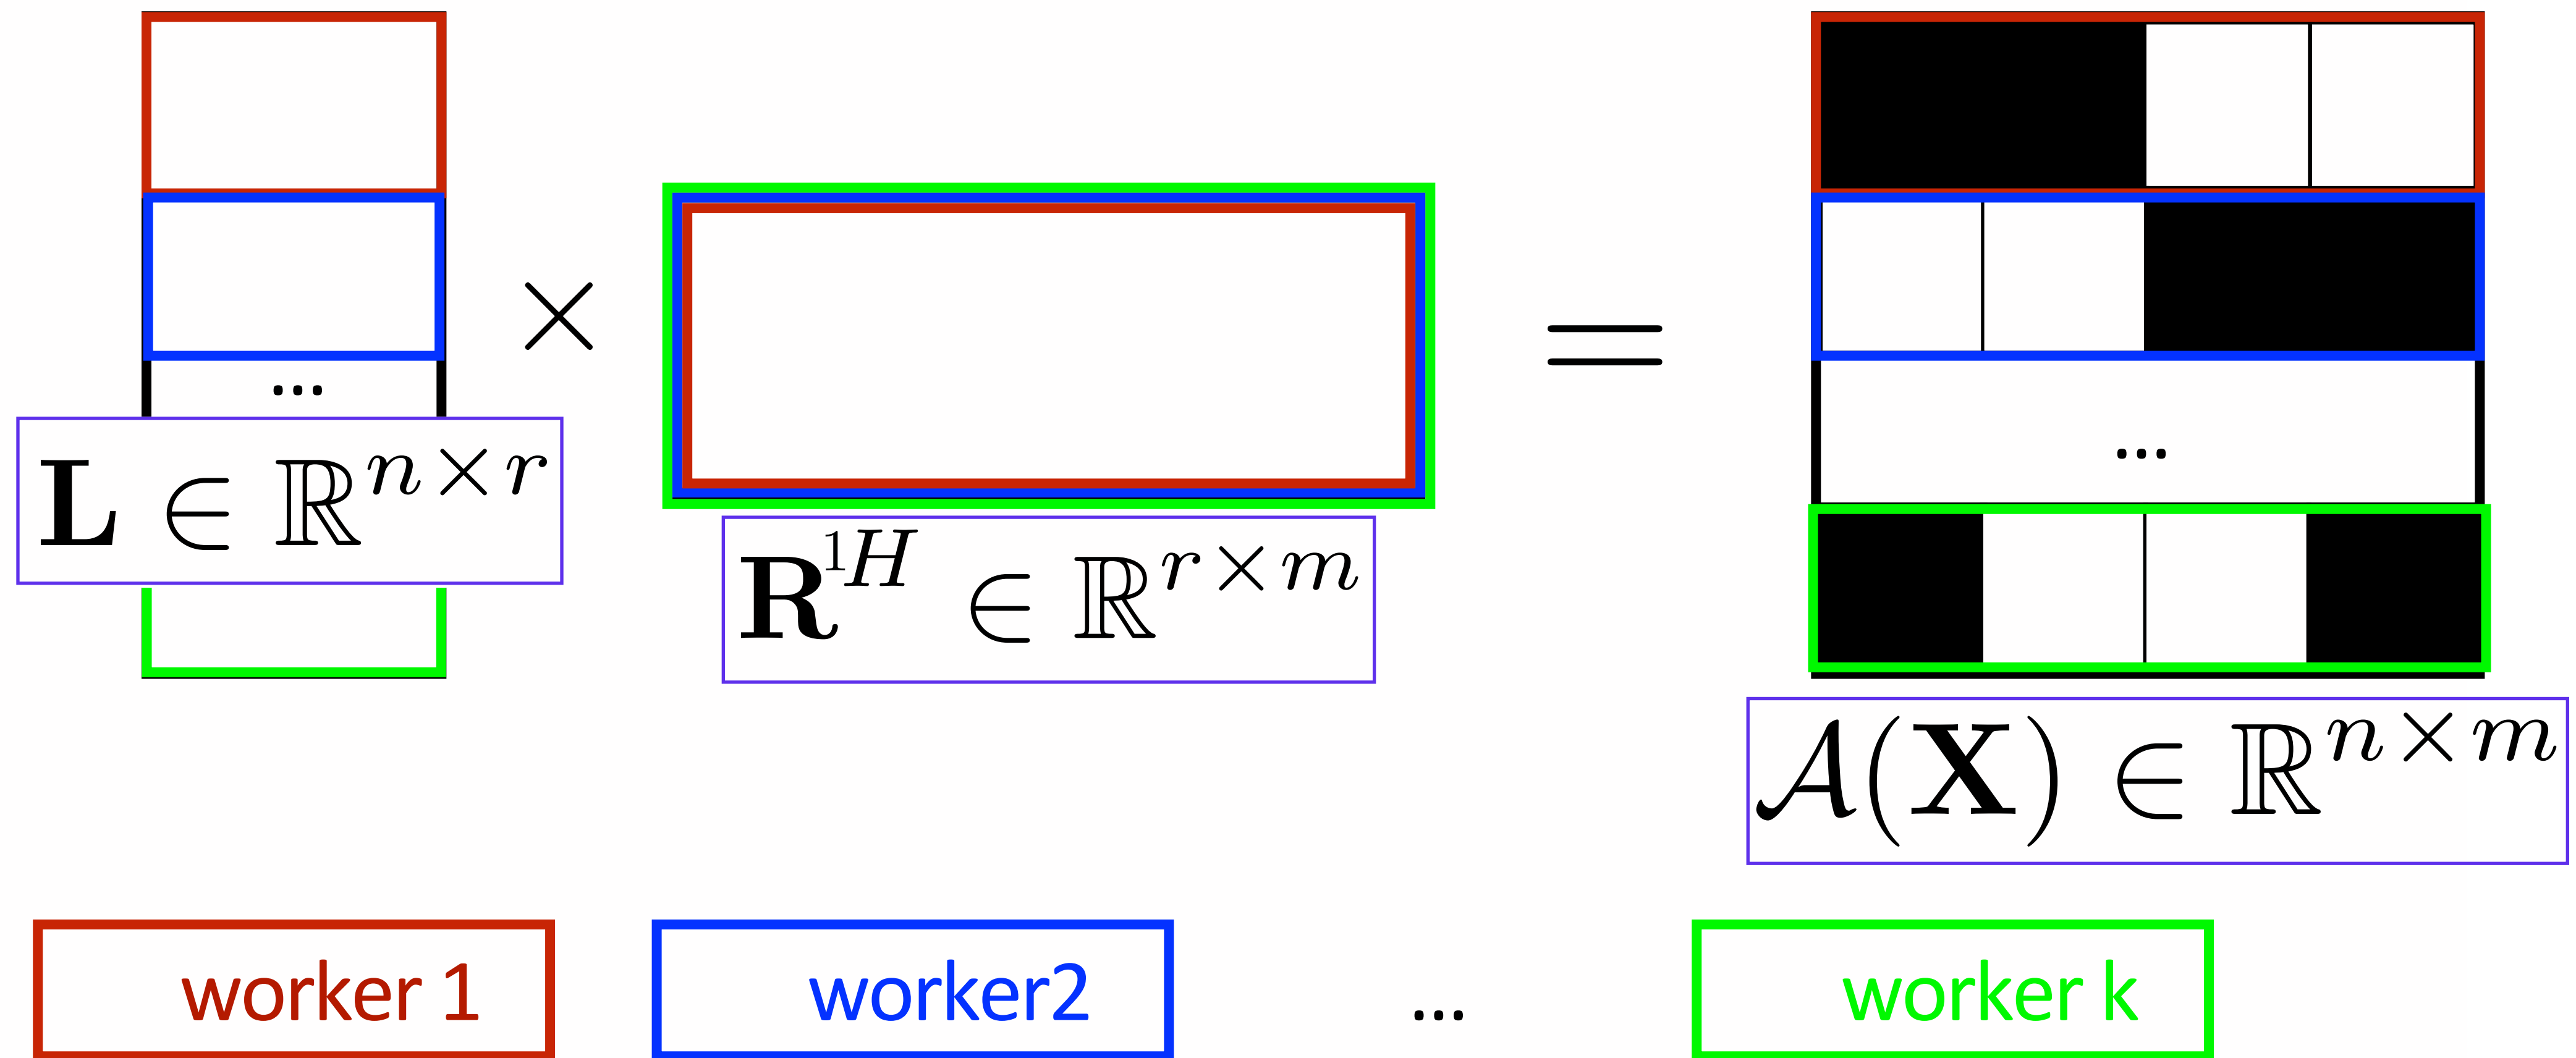 ...
L ∈ ℝ^{n×r}
×
R^{1H} ∈ ℝ^{r×m}
=
...
𝒜(X) ∈ ℝ^{n×m}
worker 1
worker2
...
worker k